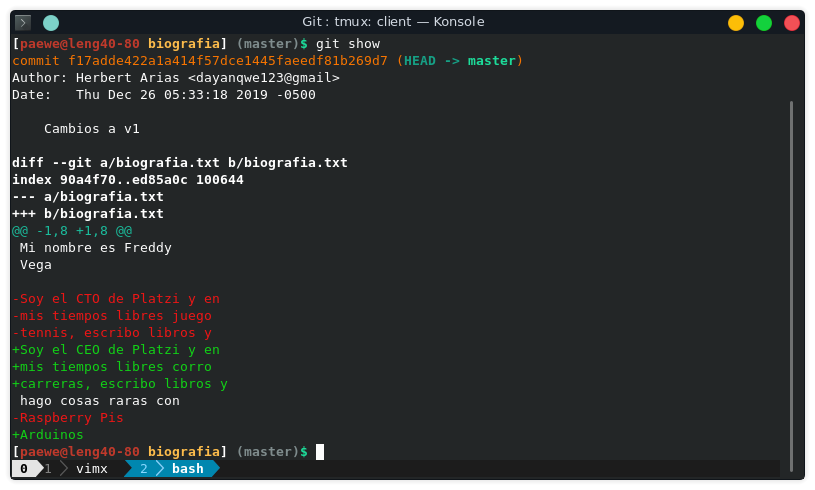 Git : tmux: client — Konsole
[paewe@leng40-80 biografia] (master)$ git show
commit f17adde422a1a414f57dce1445faeedf81b269d7 (HEAD -> master)
Author: Herbert Arias <dayanqwe123@gmail>
Date:   Thu Dec 26 05:33:18 2019 -0500
    Cambios a v1
diff --git a/biografia.txt b/biografia.txt
index 90a4f70..ed85a0c 100644
--- a/biografia.txt
+++ b/biografia.txt
@@ -1,8 +1,8 @@
 Mi nombre es Freddy
 Vega
-Soy el CTO de Platzi y en
-mis tiempos libres juego
-tennis, escribo libros y
+Soy el CEO de Platzi y en
+mis tiempos libres corro
+carreras, escribo libros y
 hago cosas raras con
-Raspberry Pis
+Arduinos
[paewe@leng40-80 biografia] (master)$
0 1 vimx 2 bash